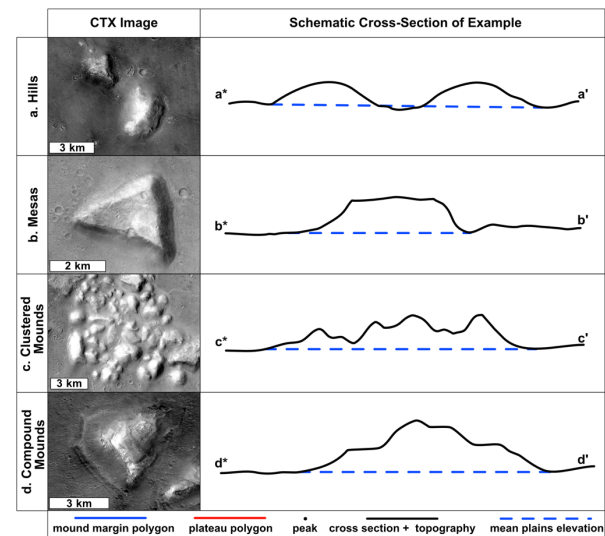 CTX Image
Schematic Cross-Section of Example
a. Hills
3 km
a*
a'
b. Mesas
2 km
b*
b'
c. Clustered
Mounds
3 km
c*
c'
d. Compound
Mounds
3 km
d*
d'
mound margin polygon
plateau polygon
peak
cross section + topography
mean plains elevation